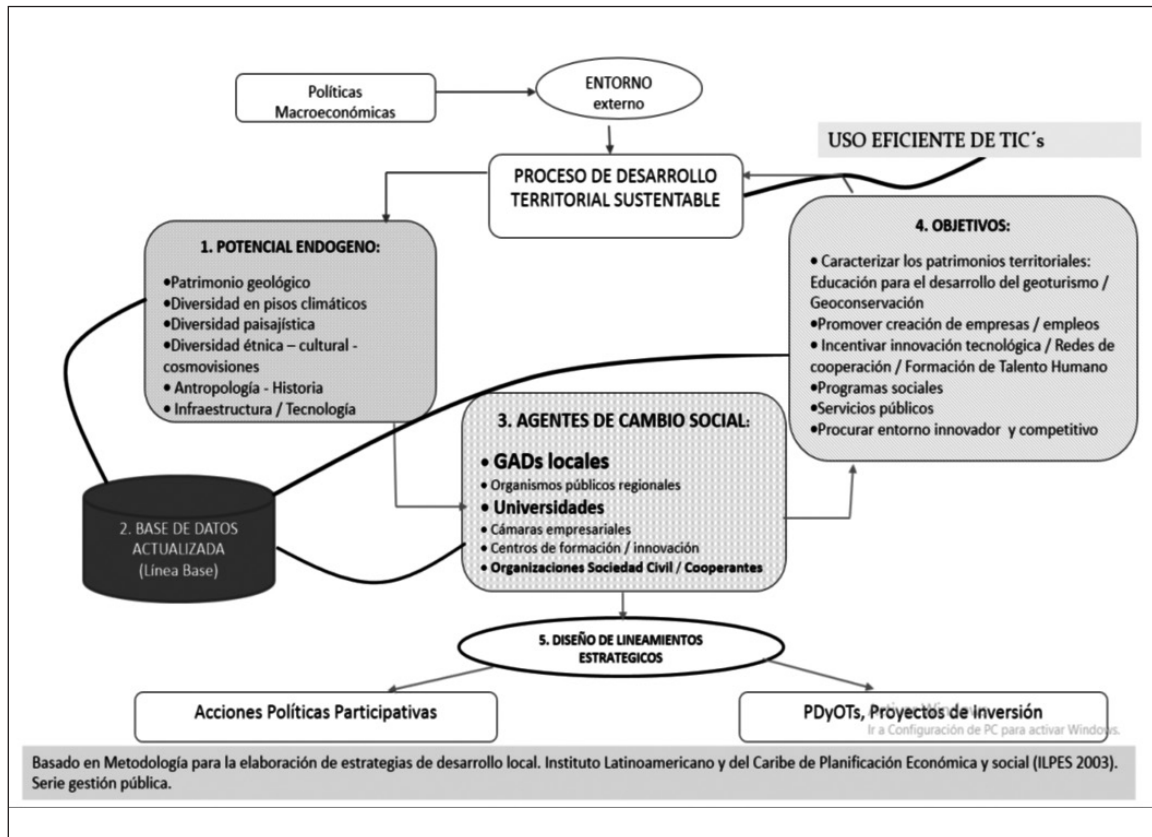 Políticas
Macroeconómicas
ENTORNO
externo
USO EFICIENTE DE TIC´s
PROCESO DE DESARROLLO
TERRITORIAL SUSTENTABLE
1. POTENCIAL ENDOGENO:
•Patrimonio geológico
•Diversidad en pisos climáticos
•Diversidad paisajística
•Diversidad étnica – cultural -
cosmovisiones
• Antropología - Historia
• Infraestructura / Tecnología
2. BASE DE DATOS
ACTUALIZADA
(Línea Base)
3. AGENTES DE CAMBIO SOCIAL:
• GADs locales
• Organismos públicos regionales
• Universidades
• Cámaras empresariales
• Centros de formación / innovación
• Organizaciones Sociedad Civil / Cooperantes
4. OBJETIVOS:
• Caracterizar los patrimonios territoriales:
Educación para el desarrollo del geoturismo /
Geoconservación
•Promover creación de empresas / empleos
• Incentivar innovación tecnológica / Redes de
cooperación / Formación de Talento Humano
•Programas sociales
•Servicios públicos
•Procurar entorno innovador y competitivo
5. DISEÑO DE LINEAMIENTOS
ESTRATEGICOS
Acciones Políticas Participativas
PDyOTs, Proyectos de Inversión
Activar Windows
Ir a Configuración de PC para activar Windows.
Basado en Metodología para la elaboración de estrategias de desarrollo local. Instituto Latinoamericano y del Caribe de Planificación Económica y social (ILPES 2003).
Serie gestión pública.